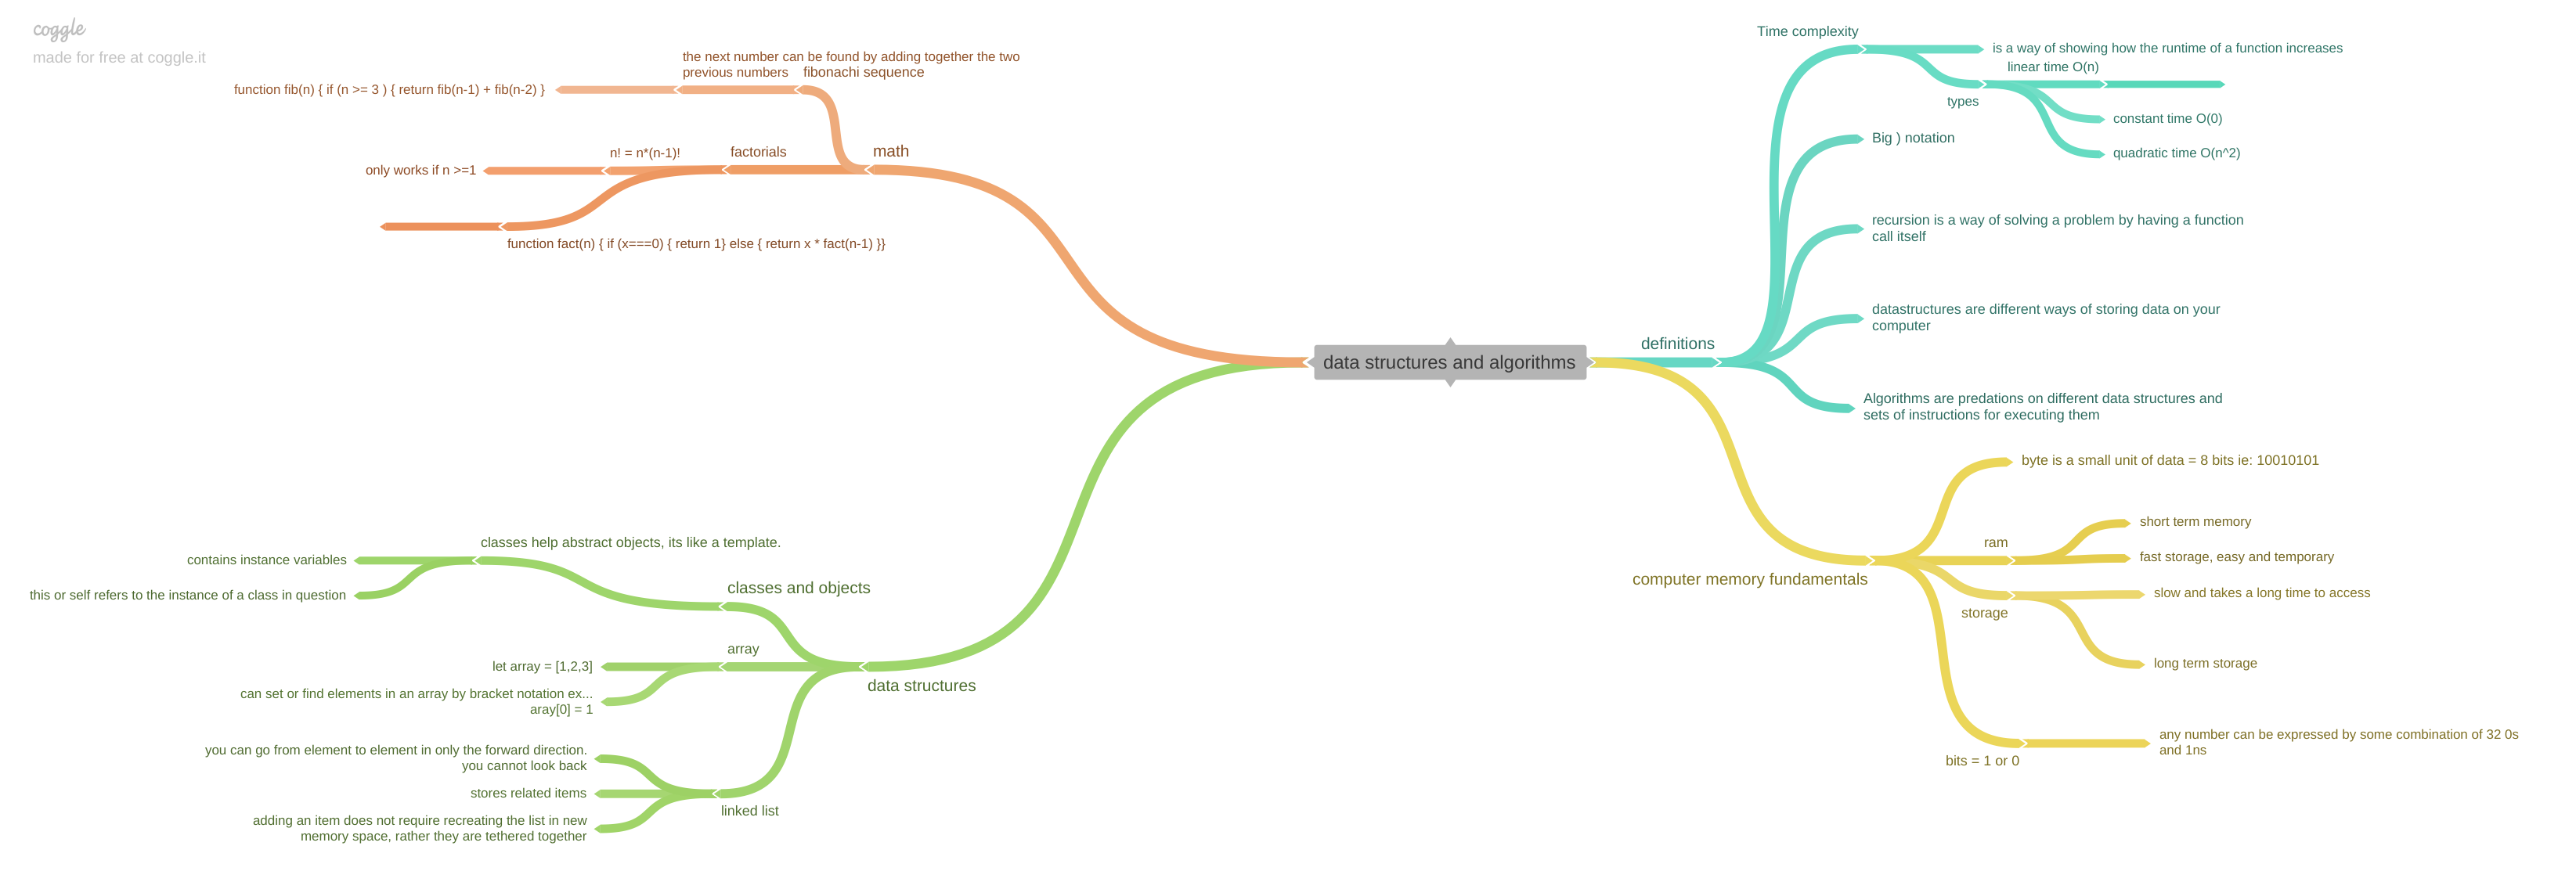 coggle
made for free at coggle.it
the next number can be found by adding together the two
previous numbers
fibonachi sequence
function fib(n) { if (n >= 3 ) { return fib(n-1) + fib(n-2) }
math
factorials
n! = n*(n-1)!
only works if n >=1
function fact(n) { if (x===0) { return 1} else { return x * fact(n-1) }}
data structures and algorithms
definitions
Time complexity
is a way of showing how the runtime of a function increases
types
linear time O(n)
constant time O(0)
quadratic time O(n^2)
Big ) notation
recursion is a way of solving a problem by having a function
call itself
datastructures are different ways of storing data on your
computer
Algorithms are predations on different data structures and
sets of instructions for executing them
computer memory fundamentals
byte is a small unit of data = 8 bits ie: 10010101
ram
short term memory
fast storage, easy and temporary
storage
slow and takes a long time to access
long term storage
bits = 1 or 0
any number can be expressed by some combination of 32 0s
and 1ns
data structures
classes and objects
classes help abstract objects, its like a template.
contains instance variables
this or self refers to the instance of a class in question
array
let array = [1,2,3]
can set or find elements in an array by bracket notation ex...
aray[0] = 1
linked list
you can go from element to element in only the forward direction.
you cannot look back
stores related items
adding an item does not require recreating the list in new
memory space, rather they are tethered together